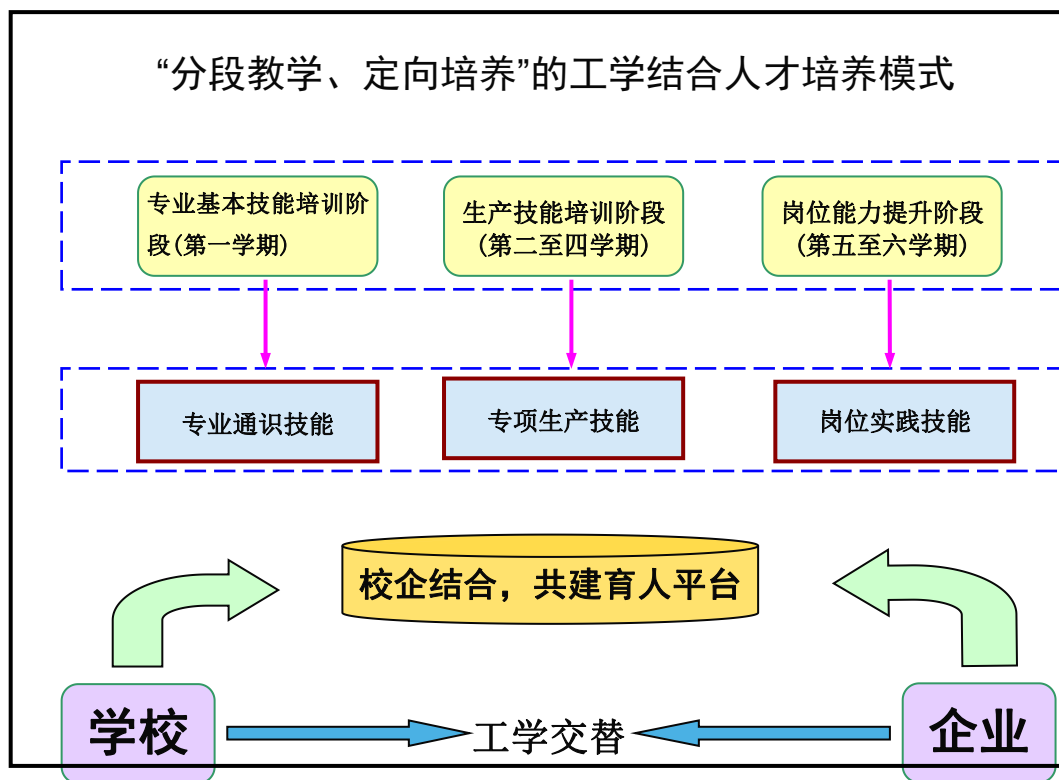 “分段教学、定向培养”的工学结合人才培养模式
专业基本技能培训阶
段(第一学期)
生产技能培训阶段
(第二至四学期)
岗位能力提升阶段
(第五至六学期)
专业通识技能
专项生产技能
岗位实践技能
校企结合，共建育人平台
学校
工学交替
企业